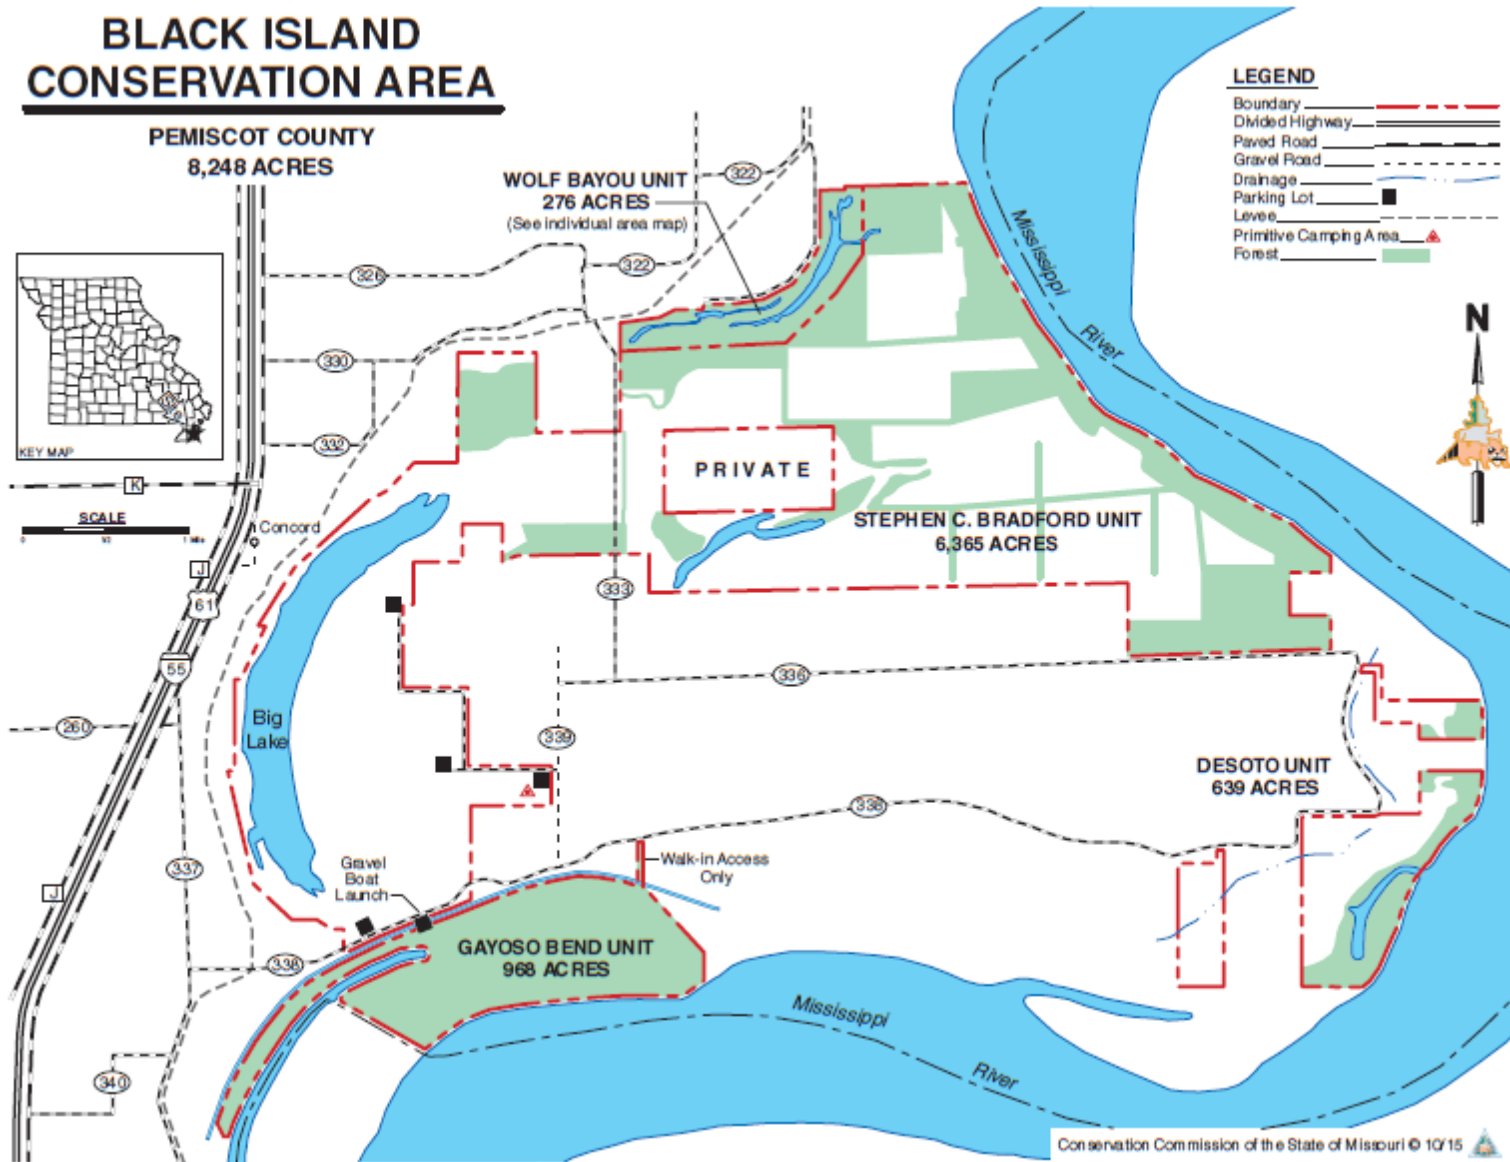 BLACK ISLAND
CONSERVATION AREA
PEMISCOT COUNTY
8,248 ACRES
LEGEND
Boundary
Divided Highway
Paved Road
Gravel Road
Drainage
Parking Lot
Levee
Primitive Camping Area
Forest
WOLF BAYOU UNIT
276 ACRES
(See individual area map)
322
322
326
330
332
KEY MAP
K
SCALE
0
1 Mile
Concord
J
61
55
Mississippi
River
N
PRIVATE
STEPHEN C. BRADFORD UNIT
6,365 ACRES
333
336
260
Big
Lake
339
DESOTO UNIT
639 ACRES
338
337
J
Gravel
Boat
Launch
Walk-in Access
Only
GAYOSO BEND UNIT
968 ACRES
338
Mississippi
River
340
Conservation Commission of the State of Missouri © 10/15